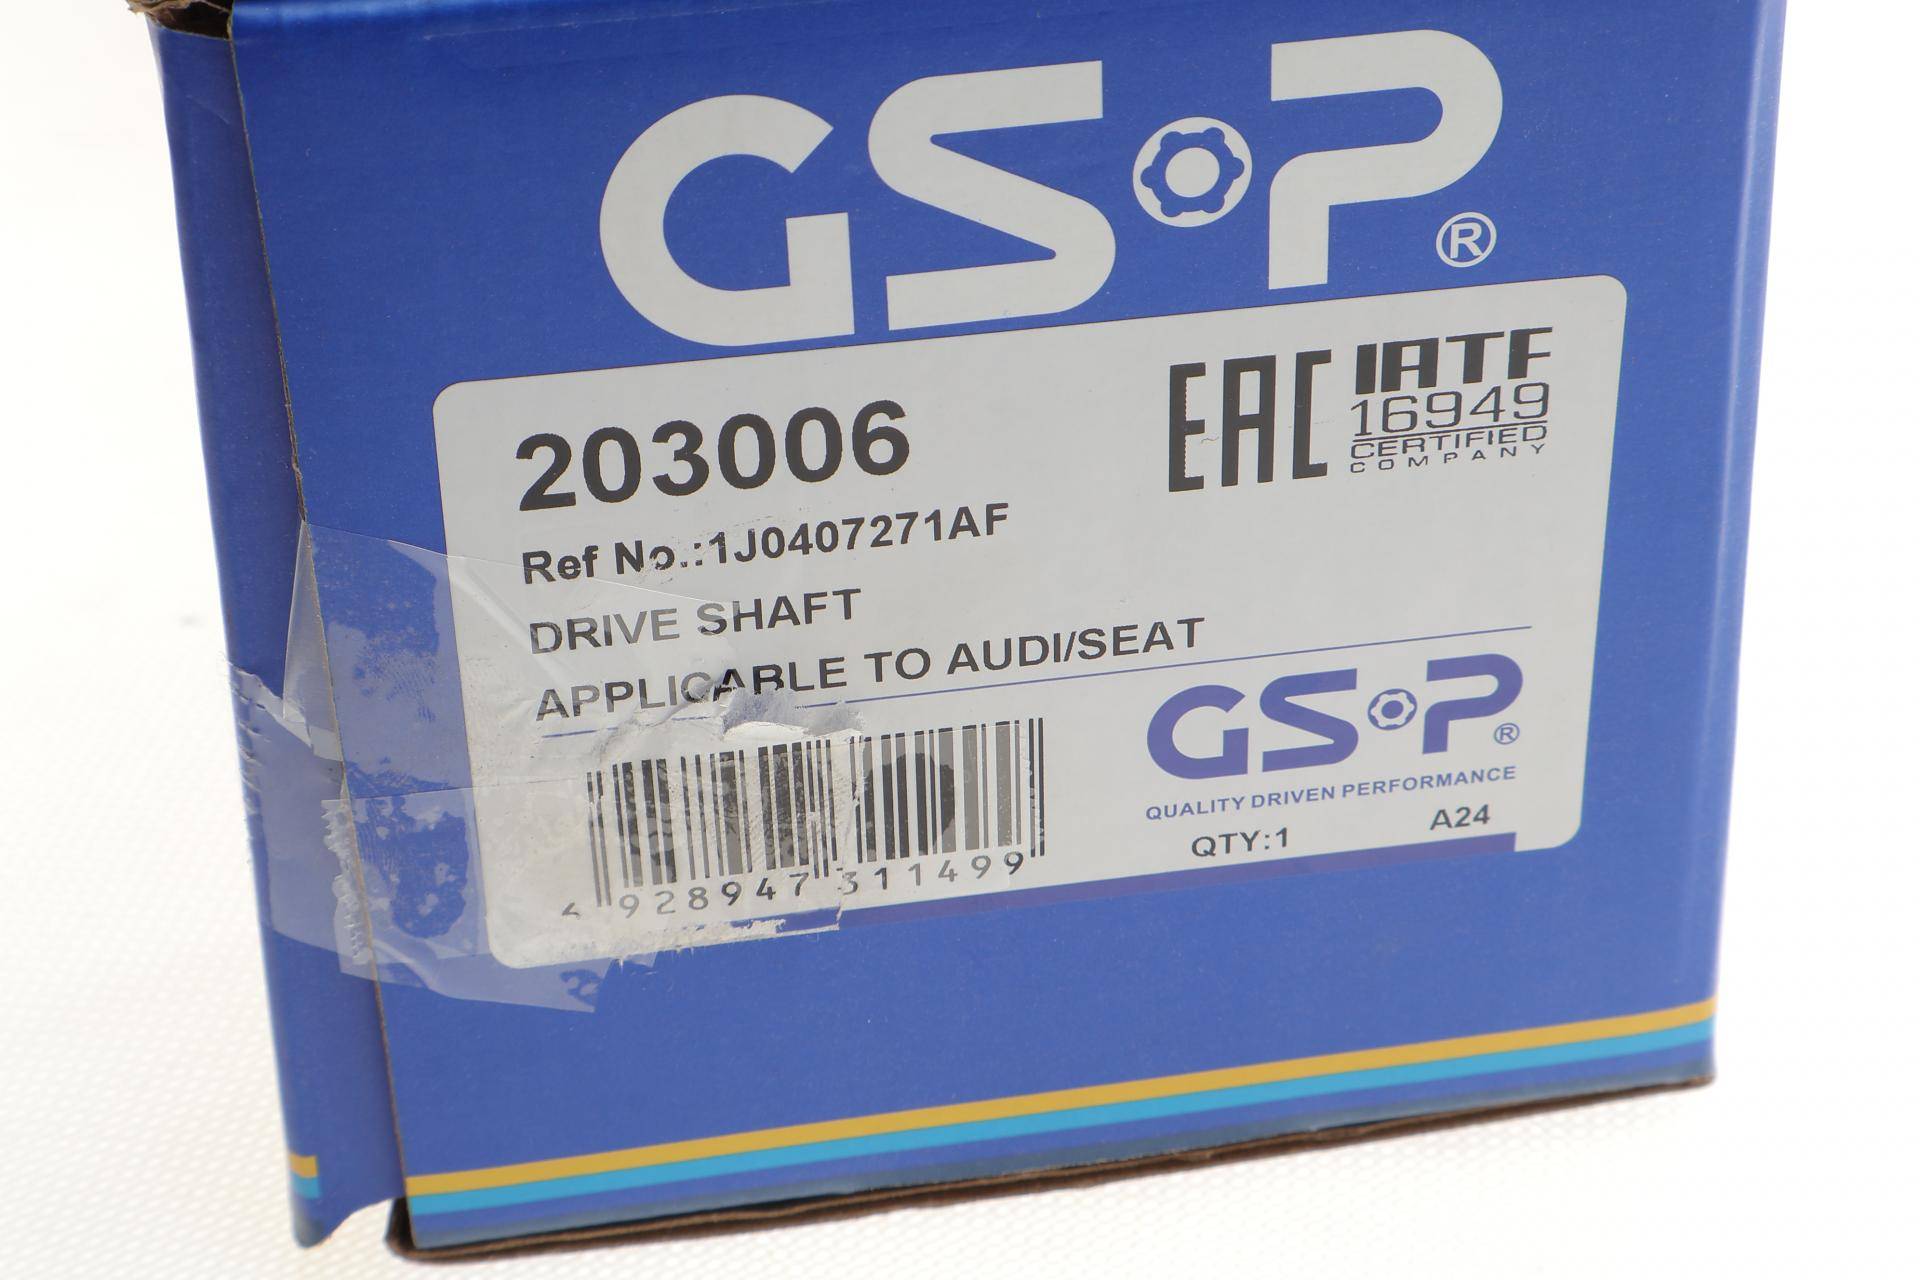 GSP®
EAC
IATF
16949
CERTIFIED
COMPANY
203006
Ref No.:1J0407271AF
DRIVE SHAFT
APPLICABLE TO AUDI/SEAT
GSP®
QUALITY DRIVEN PERFORMANCE
QTY:1 A24
4 928947 311499